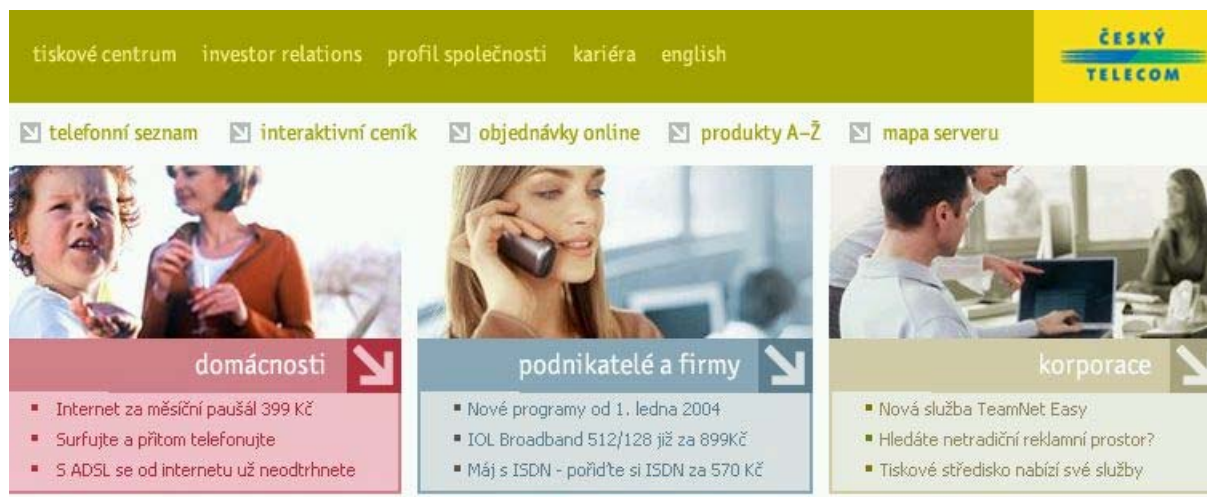 tiskové centrum investor relations profil společnosti kariéra english
ČESKÝ
TELECOM
telefonní seznam interaktivní ceník objednávky online produkty A–Ž mapa serveru
domácnosti
Internet za měsíční paušál 399 Kč
Surfujte a přitom telefonujte
S ADSL se od internetu už neodtrhnete
podnikatelé a firmy
Nové programy od 1. ledna 2004
IOL Broadband 512/128 již za 899Kč
Máj s ISDN - pořiďte si ISDN za 570 Kč
korporace
Nová služba TeamNet Easy
Hledáte netradiční reklamní prostor?
Tiskové středisko nabízí své služby